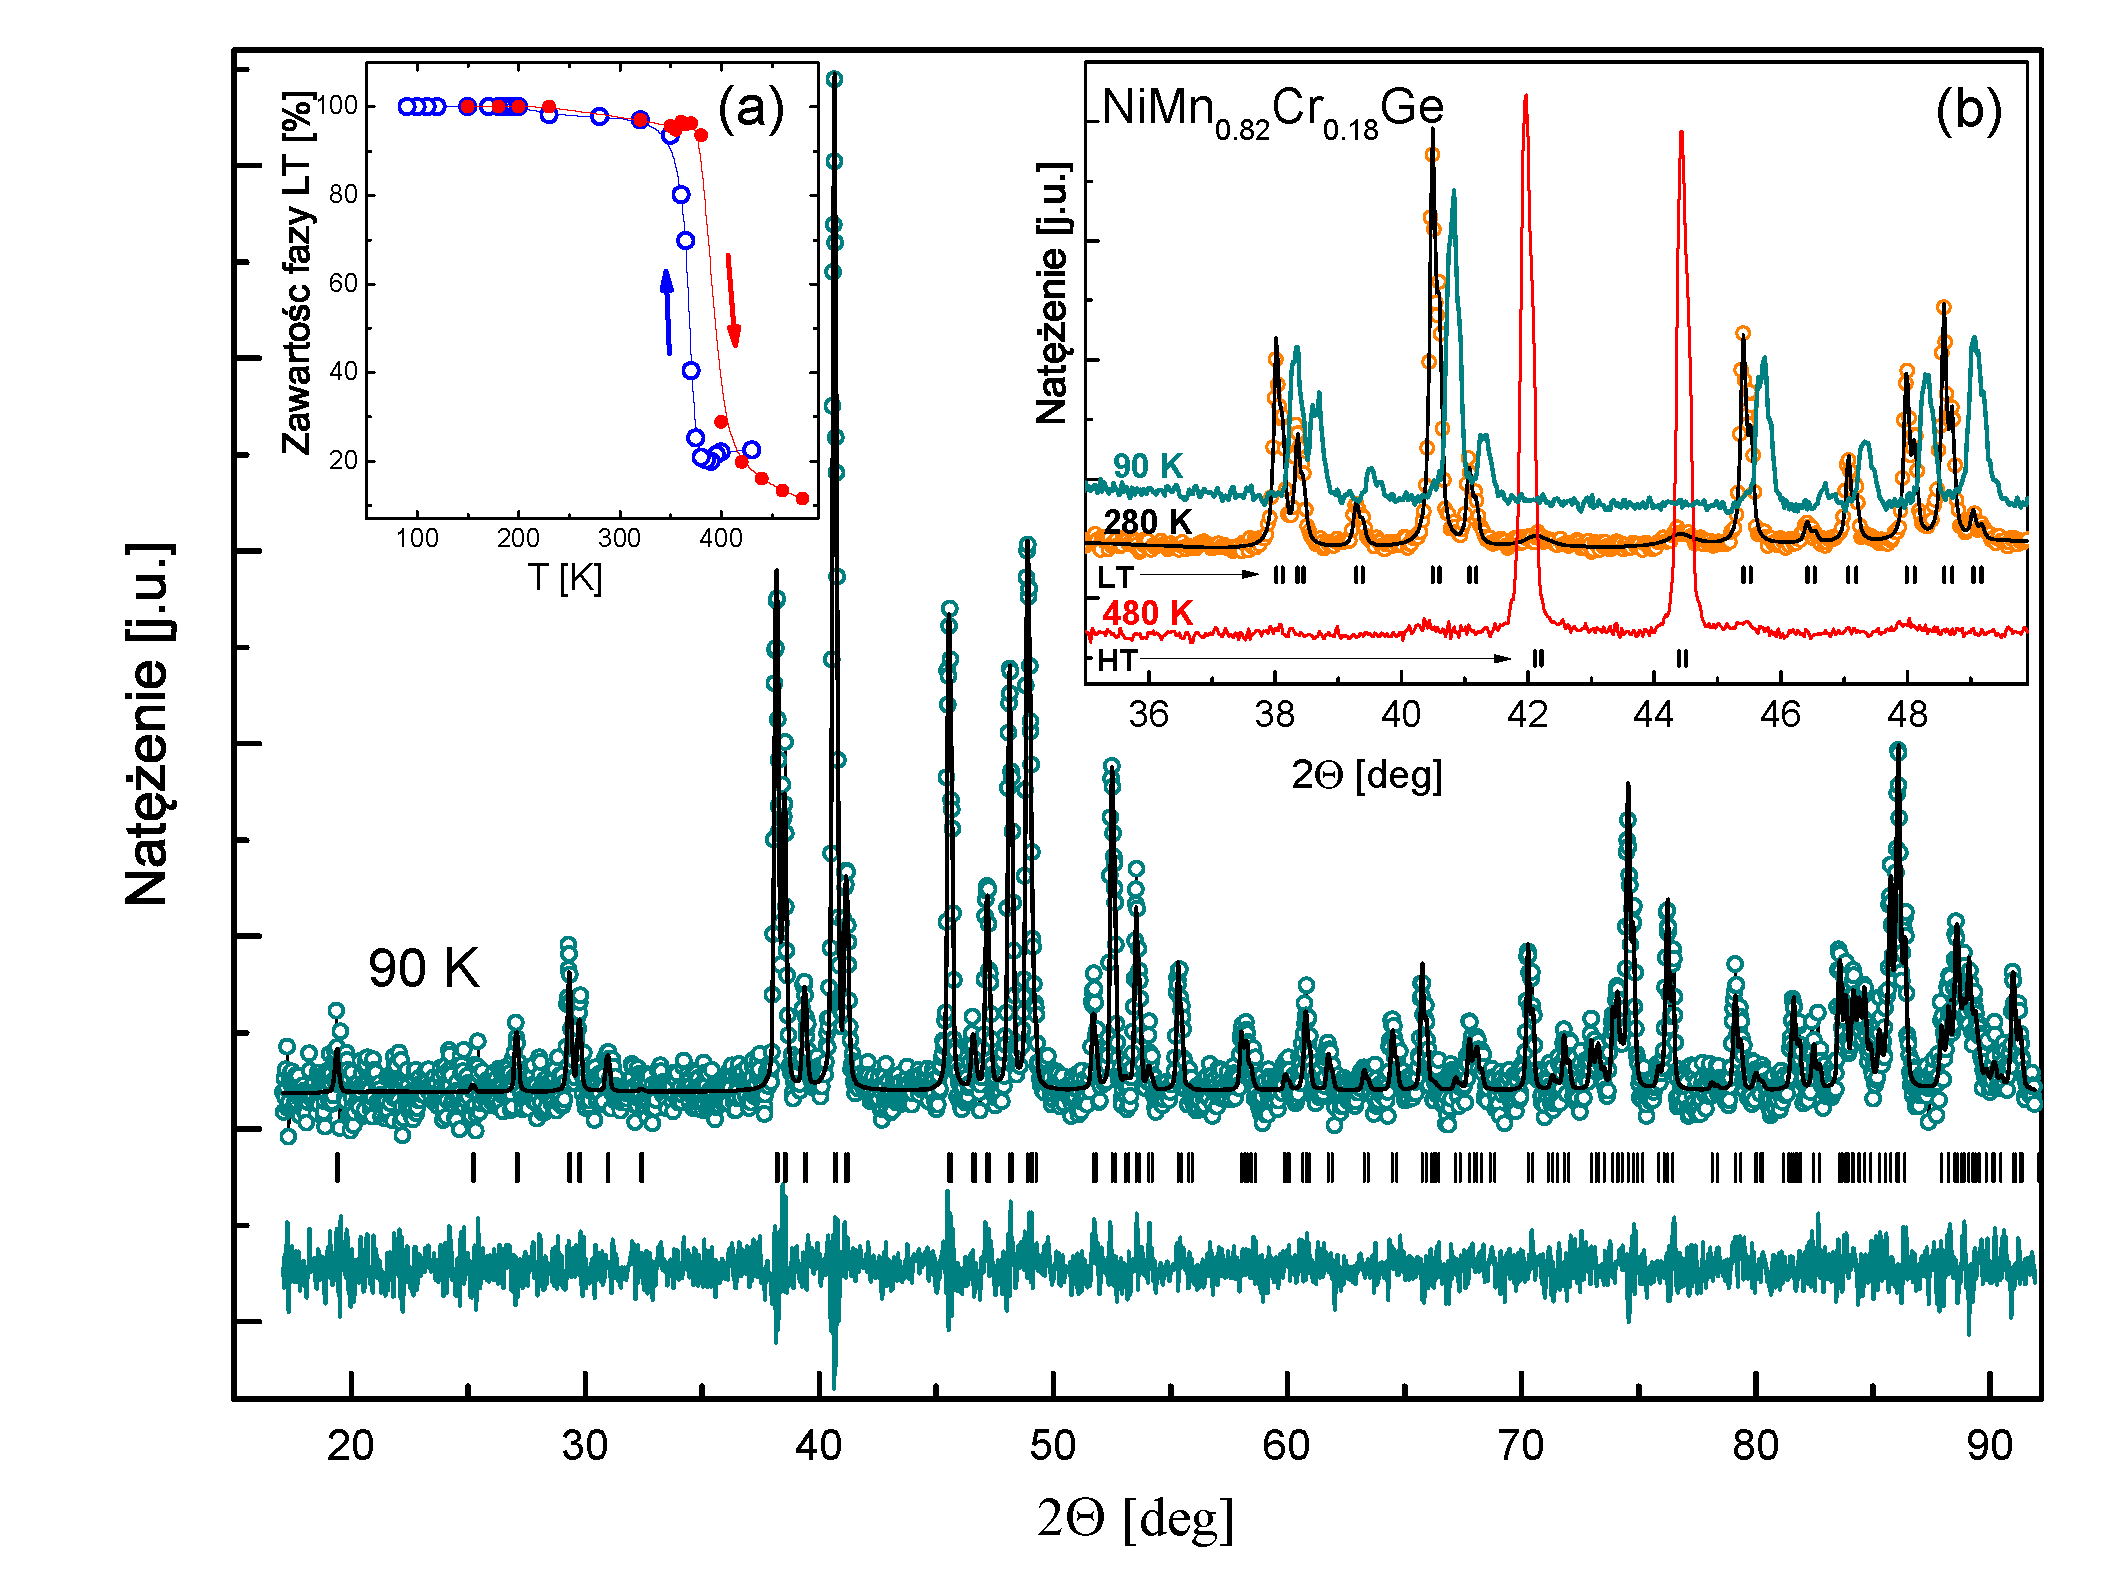 (a)
Zawartość fazy LT [%]
100
80
60
40
20
100 200 300 400
T [K]
NiMn0.82Cr0.18Ge
(b)
Natężenie [j.u.]
90 K
280 K
LT
480 K
HT
36 38 40 42 44 46 48
2Θ [deg]
Natężenie [j.u.]
90 K
20 30 40 50 60 70 80 90
2Θ [deg]